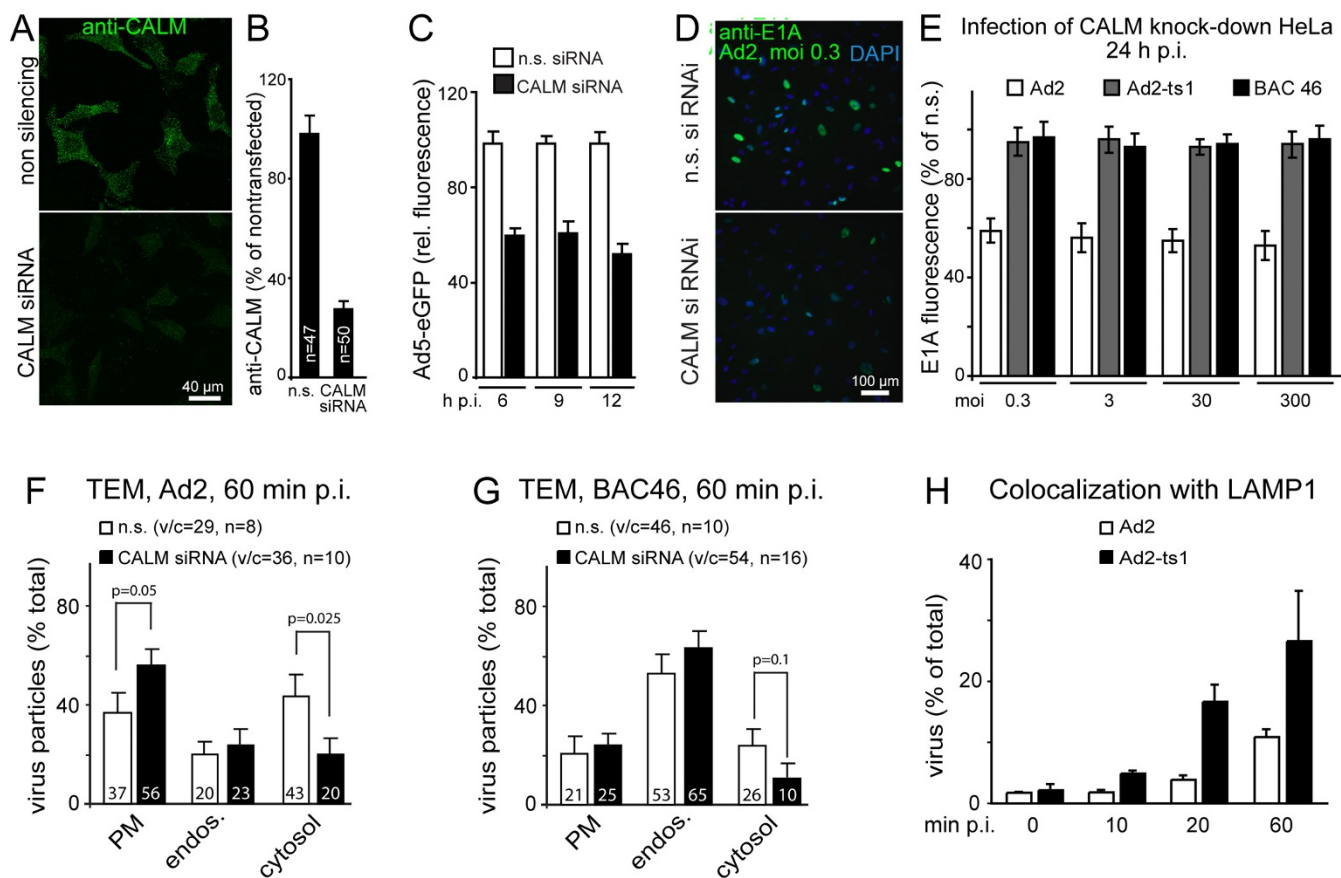 A
anti-CALM
non silencing
CALM siRNA
40 µm
B
anti-CALM (% of nontransfected)
120
80
40
0
n=47
n=50
n.s. CALM
siRNA
C
n.s. siRNA
CALM siRNA
Ad5-eGFP (rel. fluorescence)
120
80
40
0
h p.i. 6 9 12
D
anti-E1A
Ad2, moi 0.3 DAPI
n.s. si RNAi
CALM si RNAi
100 µm
E Infection of CALM knock-down HeLa
24 h p.i.
Ad2 Ad2-ts1 BAC 46
E1A fluorescence (% of n.s.)
120
80
40
0
moi 0.3 3 30 300
F TEM, Ad2, 60 min p.i.
n.s. (v/c=29, n=8)
CALM siRNA (v/c=36, n=10)
virus particles (% total)
80
40
0
p=0.05
p=0.025
37 56 20 23 43 20
PM endos. cytosol
G TEM, BAC46, 60 min p.i.
n.s. (v/c=46, n=10)
CALM siRNA (v/c=54, n=16)
virus particles (% total)
80
40
0
p=0.1
21 25 53 65 26 10
PM endos. cytosol
H Colocalization with LAMP1
Ad2
Ad2-ts1
virus (% of total)
40
20
0
min p.i. 0 10 20 60